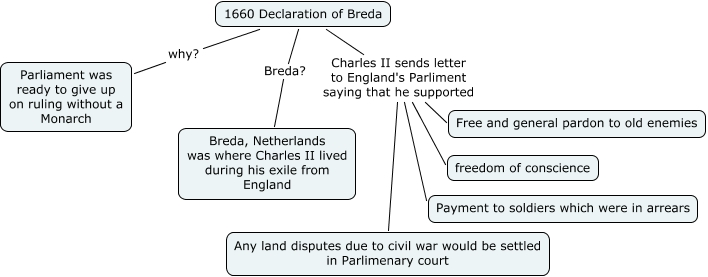 1660 Declaration of Breda
why?
Parliament was
ready to give up
on ruling without a
Monarch
Breda?
Breda, Netherlands
was where Charles II lived
during his exile from
England
Charles II sends letter
to England's Parliment
saying that he supported
Free and general pardon to old enemies
freedom of conscience
Payment to soldiers which were in arrears
Any land disputes due to civil war would be settled
in Parlimenary court